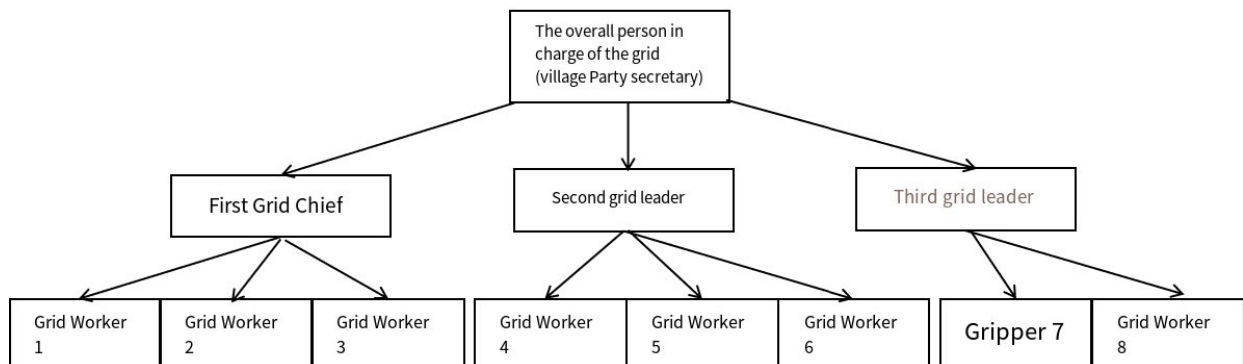 The overall person in
charge of the grid
(village Party secretary)
First Grid Chief
Second grid leader
Third grid leader
Grid Worker
1
Grid Worker
2
Grid Worker
3
Grid Worker
4
Grid Worker
5
Grid Worker
6
Gripper 7
Grid Worker
8